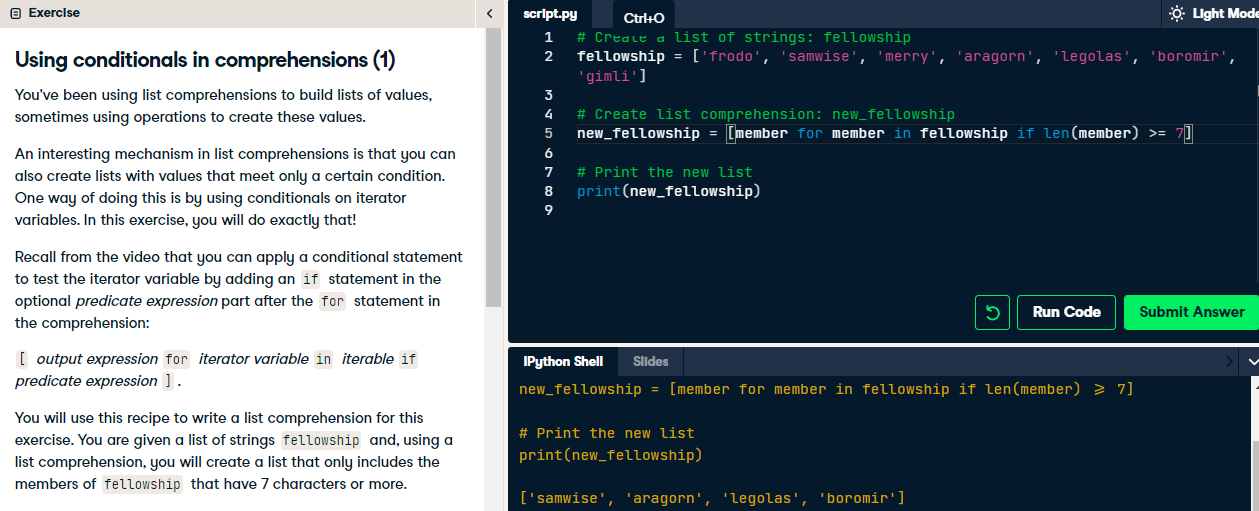 Exercise
Using conditionals in comprehensions (1)
You've been using list comprehensions to build lists of values,
sometimes using operations to create these values.
An interesting mechanism in list comprehensions is that you can
also create lists with values that meet only a certain condition.
One way of doing this is by using conditionals on iterator
variables. In this exercise, you will do exactly that!
Recall from the video that you can apply a conditional statement
to test the iterator variable by adding an if statement in the
optional predicate expression part after the for statement in
the comprehension:
[ output expression for iterator variable in iterable if
predicate expression ] .
You will use this recipe to write a list comprehension for this
exercise. You are given a list of strings fellowship and, using a
list comprehension, you will create a list that only includes the
members of fellowship that have 7 characters or more.
script.py
Ctrl+O
Light Mode
1 # Create a list of strings: fellowship
2 fellowship = ['frodo', 'samwise', 'merry', 'aragorn', 'legolas', 'boromir',
'gimli']
3
4 # Create list comprehension: new_fellowship
5 new_fellowship = [member for member in fellowship if len(member) >= 7]
6
7 # Print the new list
8 print(new_fellowship)
9
Run Code
Submit Answer
IPython Shell
Slides
new_fellowship = [member for member in fellowship if len(member) >= 7]
# Print the new list
print(new_fellowship)
['samwise', 'aragorn', 'legolas', 'boromir']